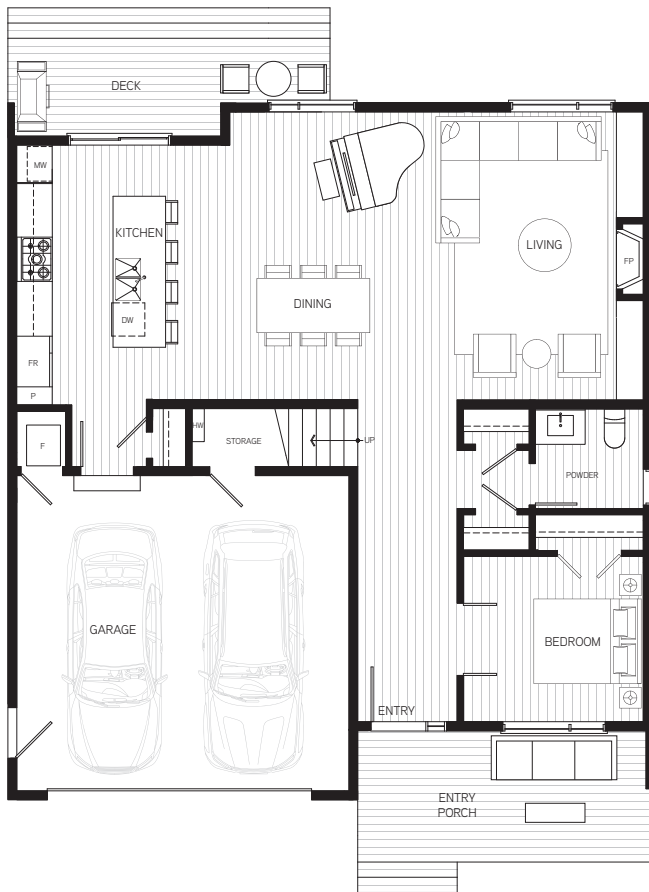 DECK
MW
KITCHEN
LIVING
FP
DINING
DW
FR
P
F
HW
STORAGE
UP
POWDER
GARAGE
BEDROOM
ENTRY
ENTRY
PORCH